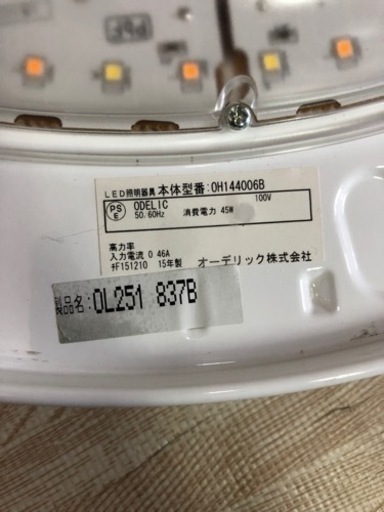 LED照明器具 本体型番:OH144006B
PS
E
ODELIC 100V
50.60Hz 消費電力 45W
高力率
入力電流 0.46A
F151210 15年製 オーデリック株式会社
製品名:OL251 837B